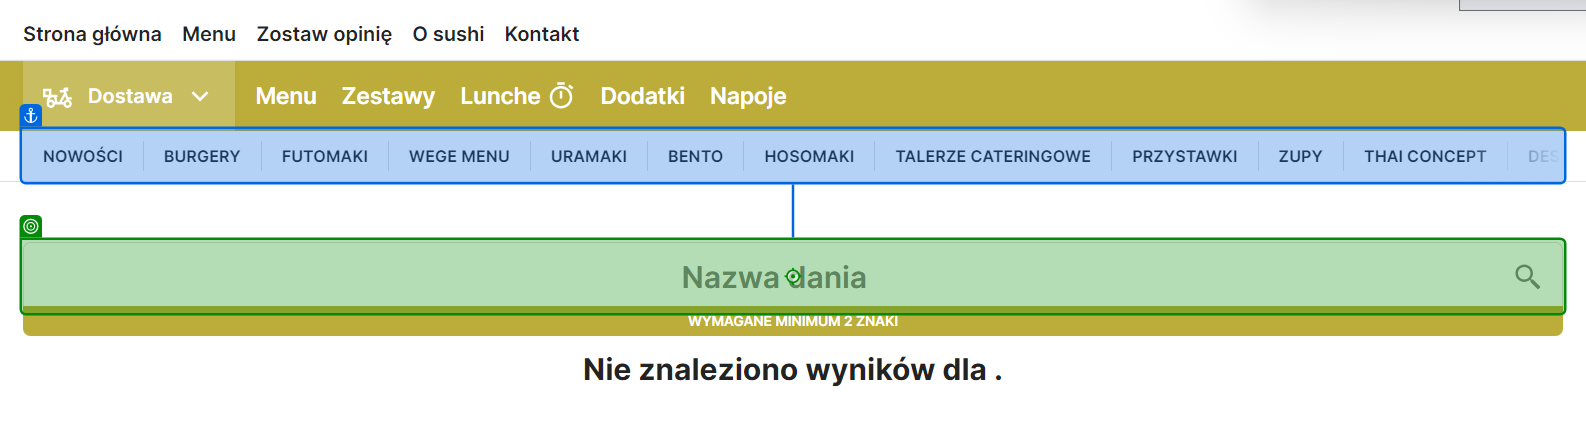 Strona główna Menu Zostaw opinię O sushi Kontakt
Dostawa Menu Zestawy Lunche Dodatki Napoje
NOWOŚCI BURGERY FUTOMAKI WEGE MENU URAMAKI BENTO HOSOMAKI TALERZE CATERINGOWE PRZYSTAWKI ZUPY THAI CONCEPT DES
Nazwa dania
WYMAGANE MINIMUM 2 ZNAKI
Nie znaleziono wyników dla .